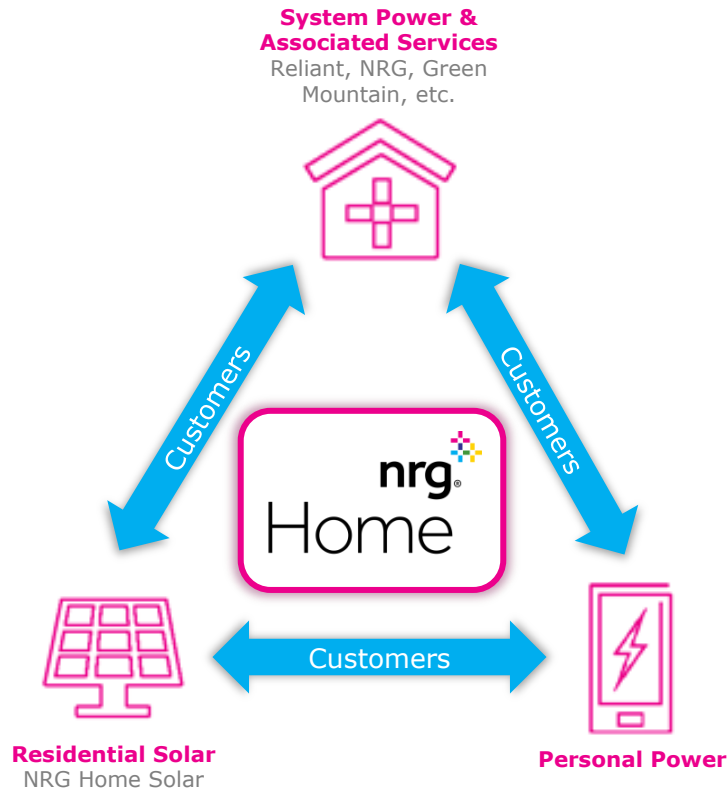 System Power &
Associated Services
Reliant, NRG, Green
Mountain, etc.
Customers
Customers
nrg®
Home
Customers
Residential Solar
NRG Home Solar
Personal Power